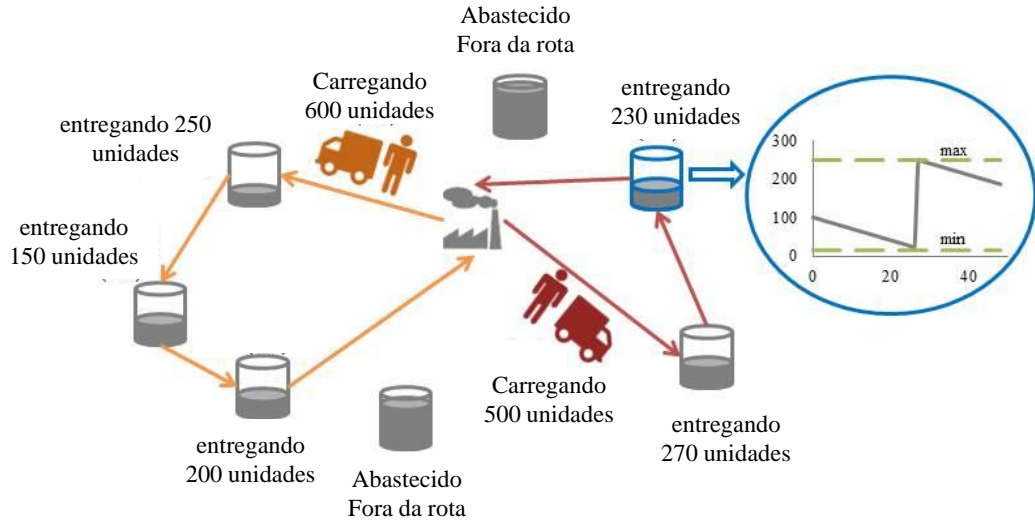 Abastecido
Fora da rota
Carregando
600 unidades
entregando
230 unidades
entregando 250
unidades
entregando
150 unidades
300
200
100
0
max
min
0
20
40
Carregando
500 unidades
entregando
200 unidades
entregando
270 unidades
Abastecido
Fora da rota